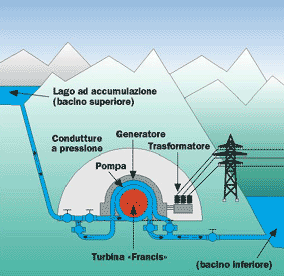 Lago ad accumulazione
(bacino superiore)
Condutture
a pressione
Generatore
Trasformatore
Pompa
Turbina «Francis»
(bacino inferiore)